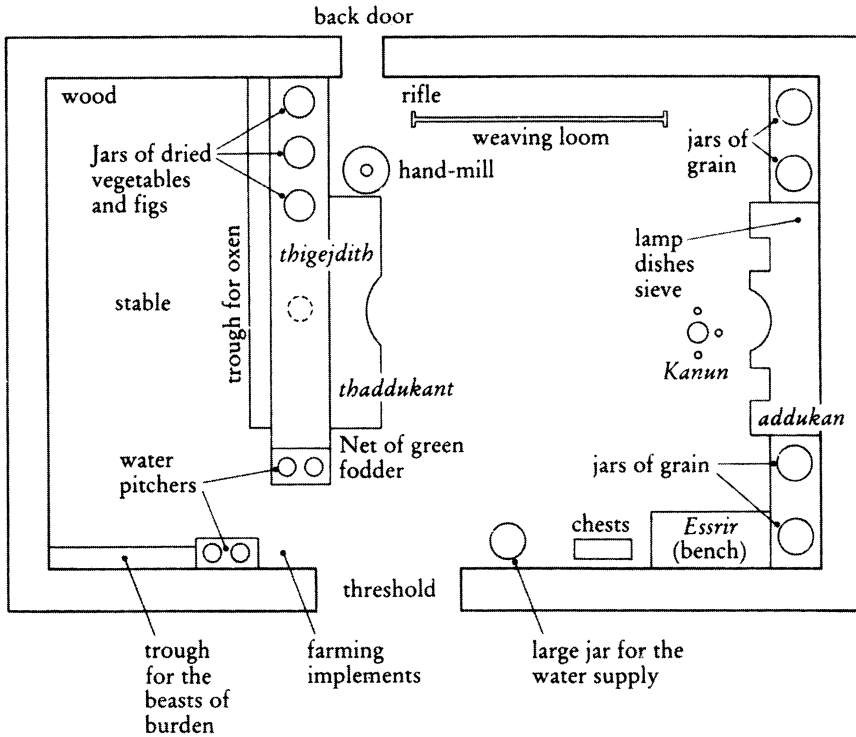 back door
wood
rifle
weaving loom
Jars of dried
vegetables
and figs
hand-mill
jars of
grain
thigejdith
lamp
dishes
sieve
stable
trough for oxen
Kanun
thaddukant
addukan
Net of green
fodder
water
pitchers
jars of grain
chests
Essrir
(bench)
threshold
trough
for the
beasts of
burden
farming
implements
large jar for the
water supply